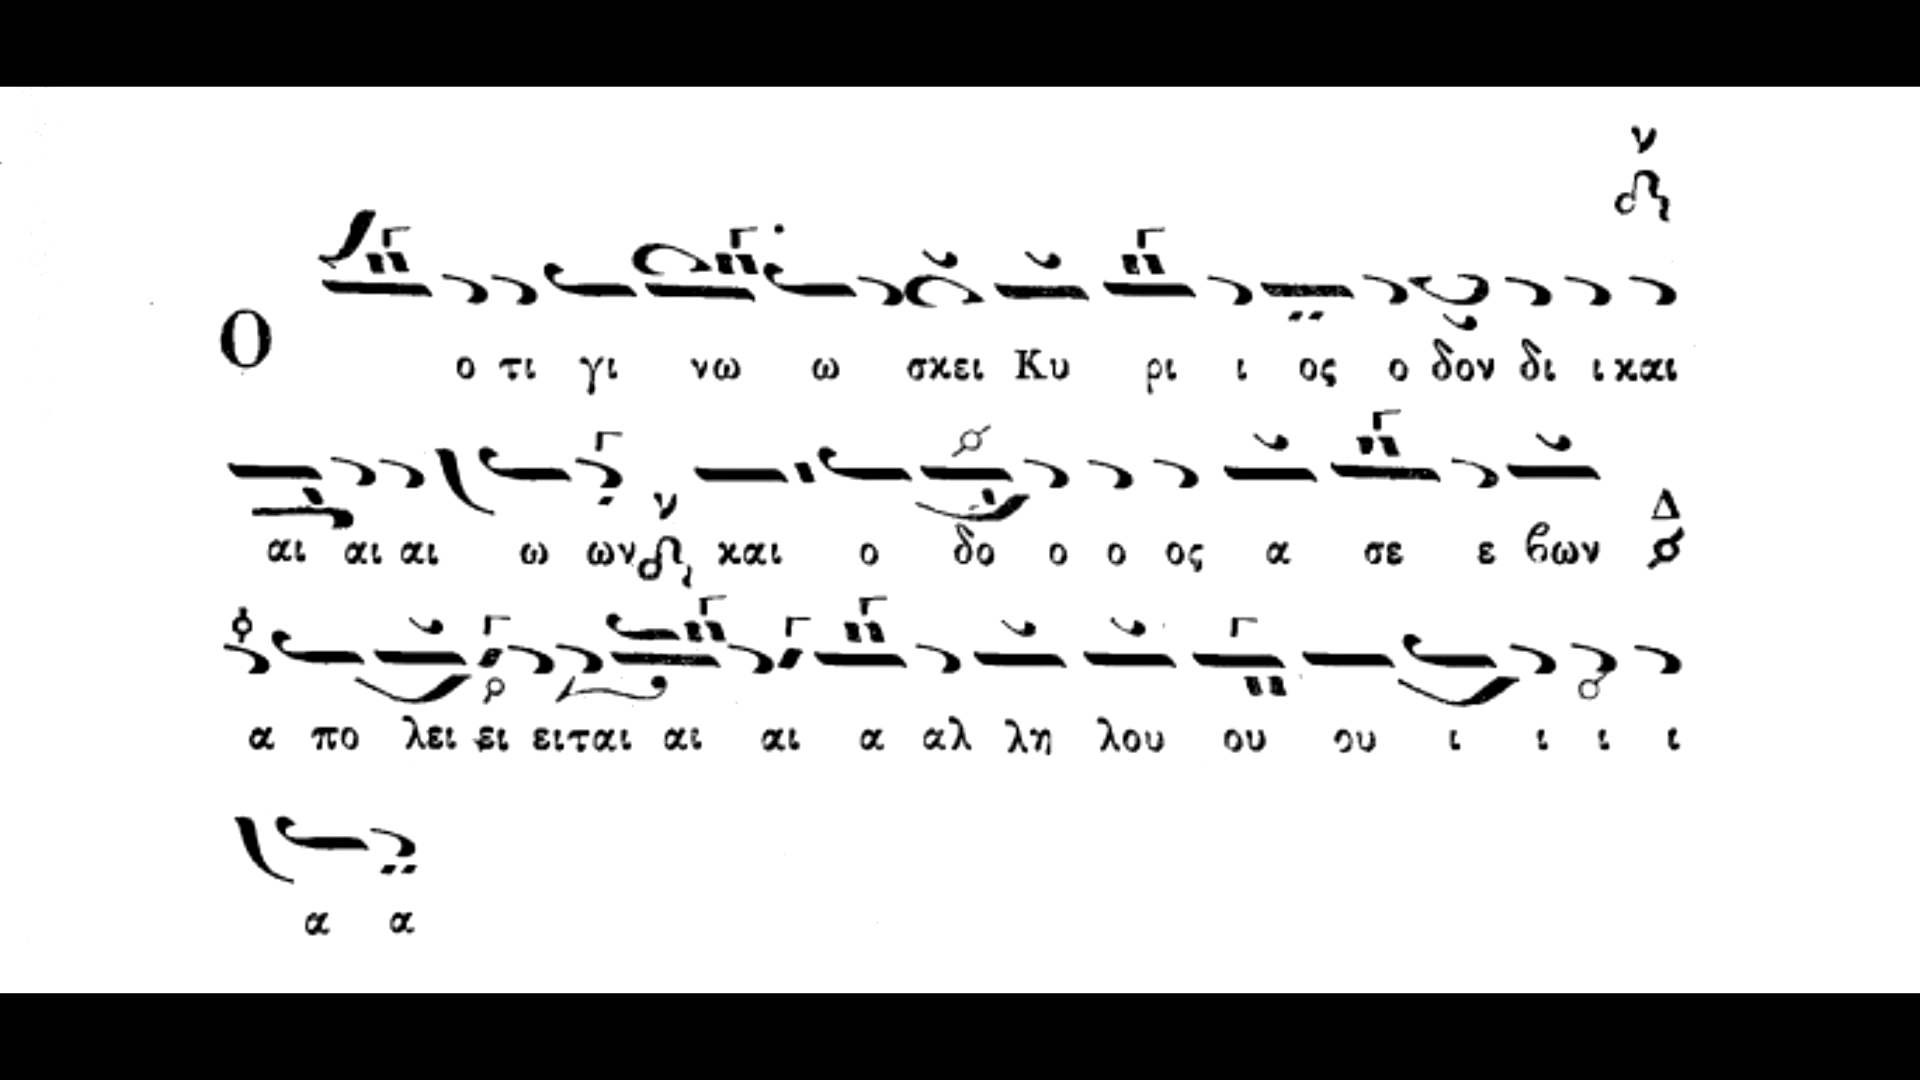 ν
Ο ο τι γι νω ω σκει Κυ ρι ι ος ο δον δι ι και
αι αι αι ω ων ν και ο δο ο ο ος α σε ε βων Δ
α πο λει ει ειται αι αι α αλ λη λου ου ου ι ι ι ι
α α